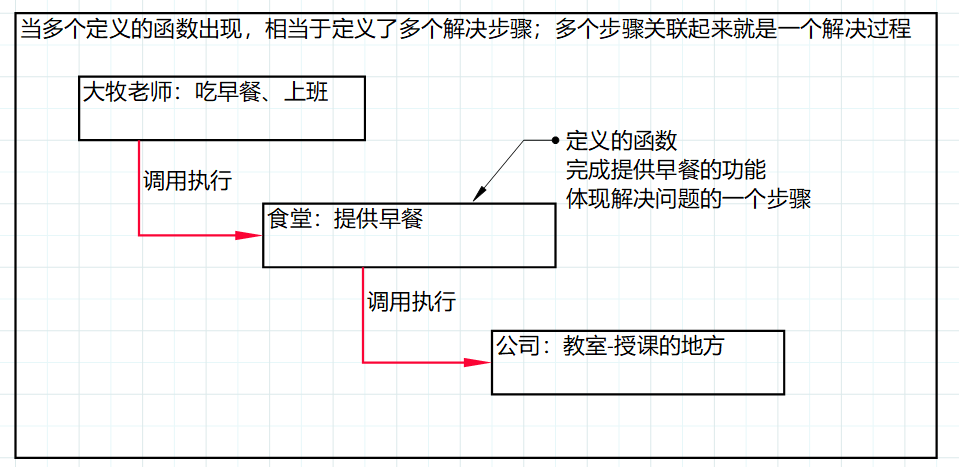 当多个定义的函数出现，相当于定义了多个解决步骤；多个步骤关联起来就是一个解决过程
大牧老师：吃早餐、上班
定义的函数
完成提供早餐的功能
体现解决问题的一个步骤
调用执行
食堂：提供早餐
调用执行
公司：教室-授课的地方